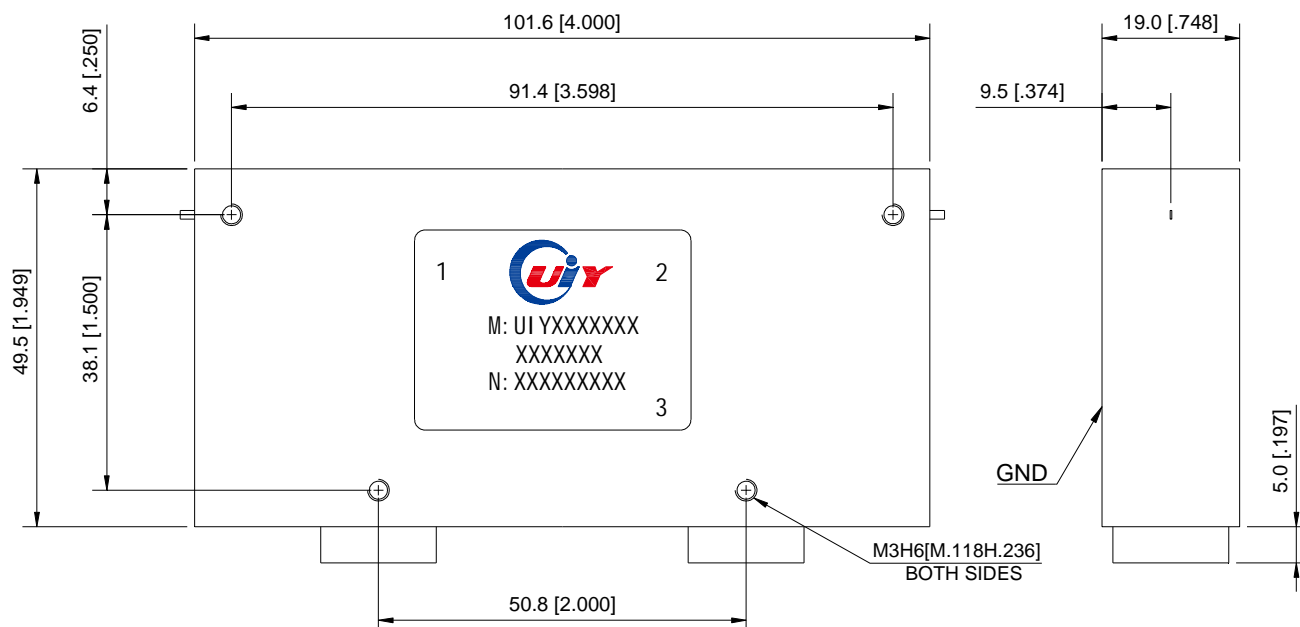 101.6 [4.000]
19.0 [.748]
6.4 [.250]
91.4 [3.598]
9.5 [.374]
49.5 [1.949]
38.1 [1.500]
1
UiY
2
M: UIYXXXXXXX
XXXXXXX
N: XXXXXXXXX
3
GND
5.0 [.197]
M3H6[M.118H.236]
BOTH SIDES
50.8 [2.000]